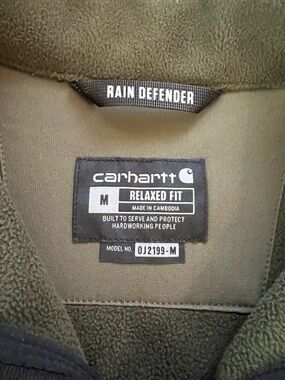 RAIN DEFENDER
carhartt
M
RELAXED FIT
MADE IN CAMBODIA
BUILT TO SERVE AND PROTECT
HARDWORKING PEOPLE
MODEL NO. OJ2199-M